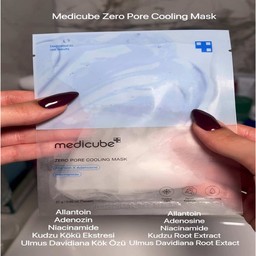 Medicube Zero Pore Cooling Mask
medicube
ZERO PORE COOLING MASK
Allantoin
Adenozin
Niacinamide
Kudzu Kökü Ekstresi
Ulmus Davidiana Kök Özü
Allantoin
Adenosine
Niacinamide
Kudzu Root Extract
Ulmus Davidiana Root Extact